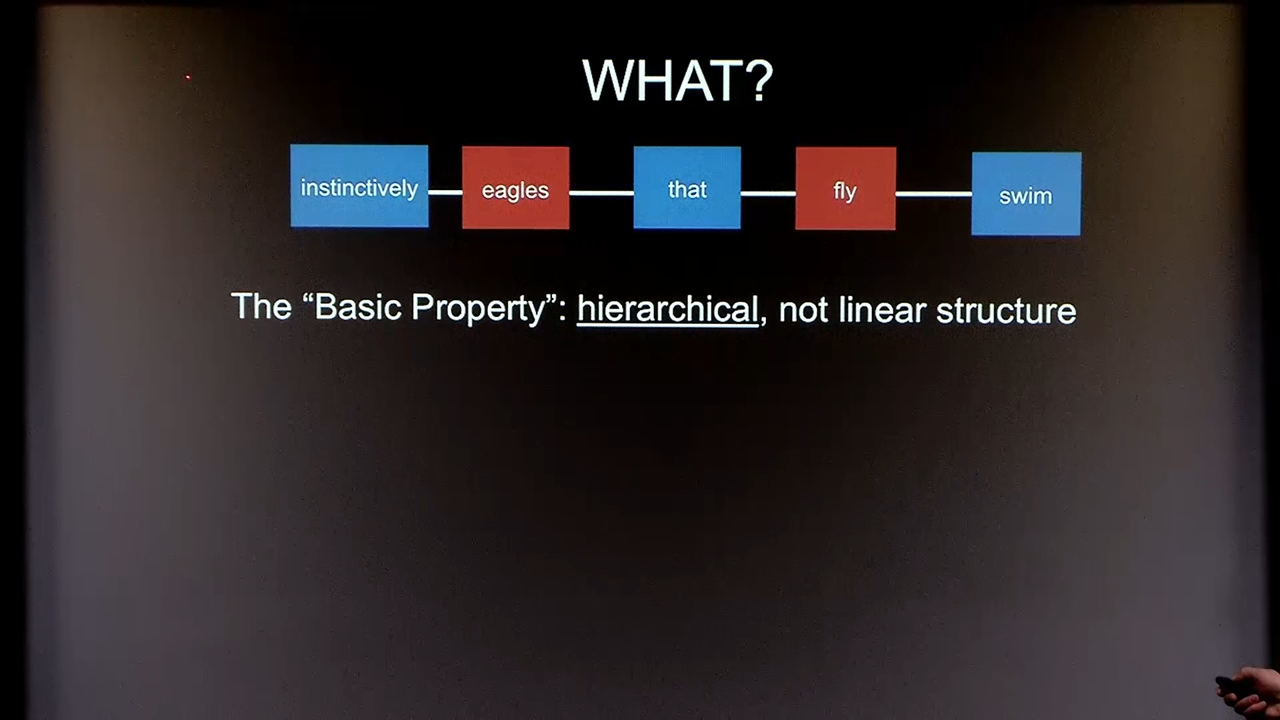 WHAT?
instinctively eagles that fly swim
The “Basic Property”: hierarchical, not linear structure